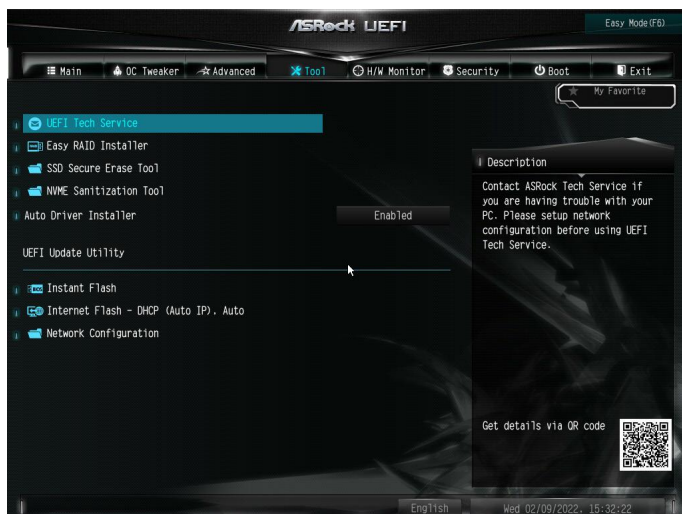 ASRock UEFI
Easy Mode(F6)
Main
OC Tweaker
Advanced
Tool
H/W Monitor
Security
Boot
Exit
My Favorite
UEFI Tech Service
Easy RAID Installer
SSD Secure Erase Tool
NVME Sanitization Tool
Auto Driver Installer
Enabled
UEFI Update Utility
Instant Flash
Internet Flash - DHCP (Auto IP). Auto
Network Configuration
Description
Contact ASRock Tech Service if
you are having trouble with your
PC. Please setup network
configuration before using UEFI
Tech Service.
Get details via QR code
English
Wed 02/09/2022. 15:32:22